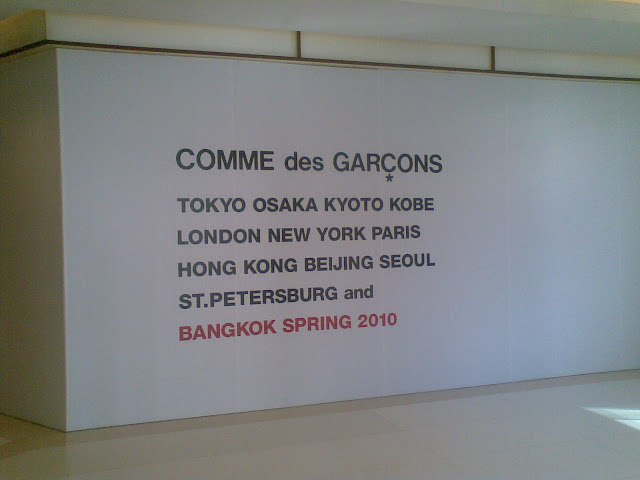 COMME des GARÇONS
*
TOKYO OSAKA KYOTO KOBE
LONDON NEW YORK PARIS
HONG KONG BEIJING SEOUL
ST.PETERSBURG and
BANGKOK SPRING 2010